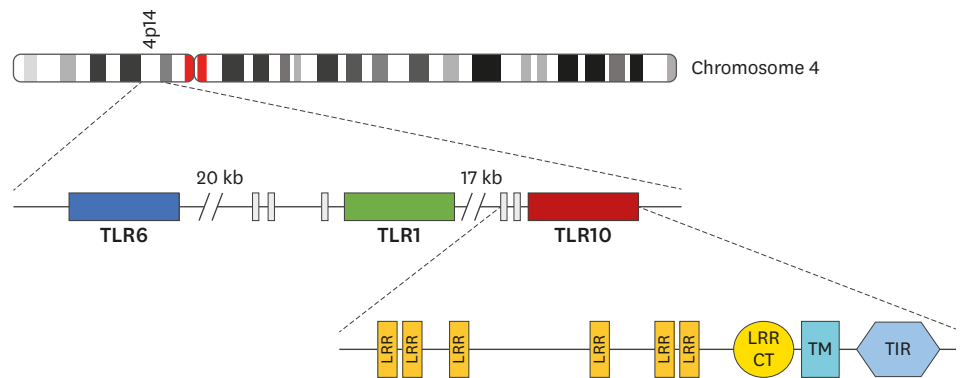 4p14
Chromosome 4
20 kb
17 kb
TLR6
TLR1
TLR10
LRR
LRR
LRR
LRR
LRR
LRR
LRR
CT
TM
TIR